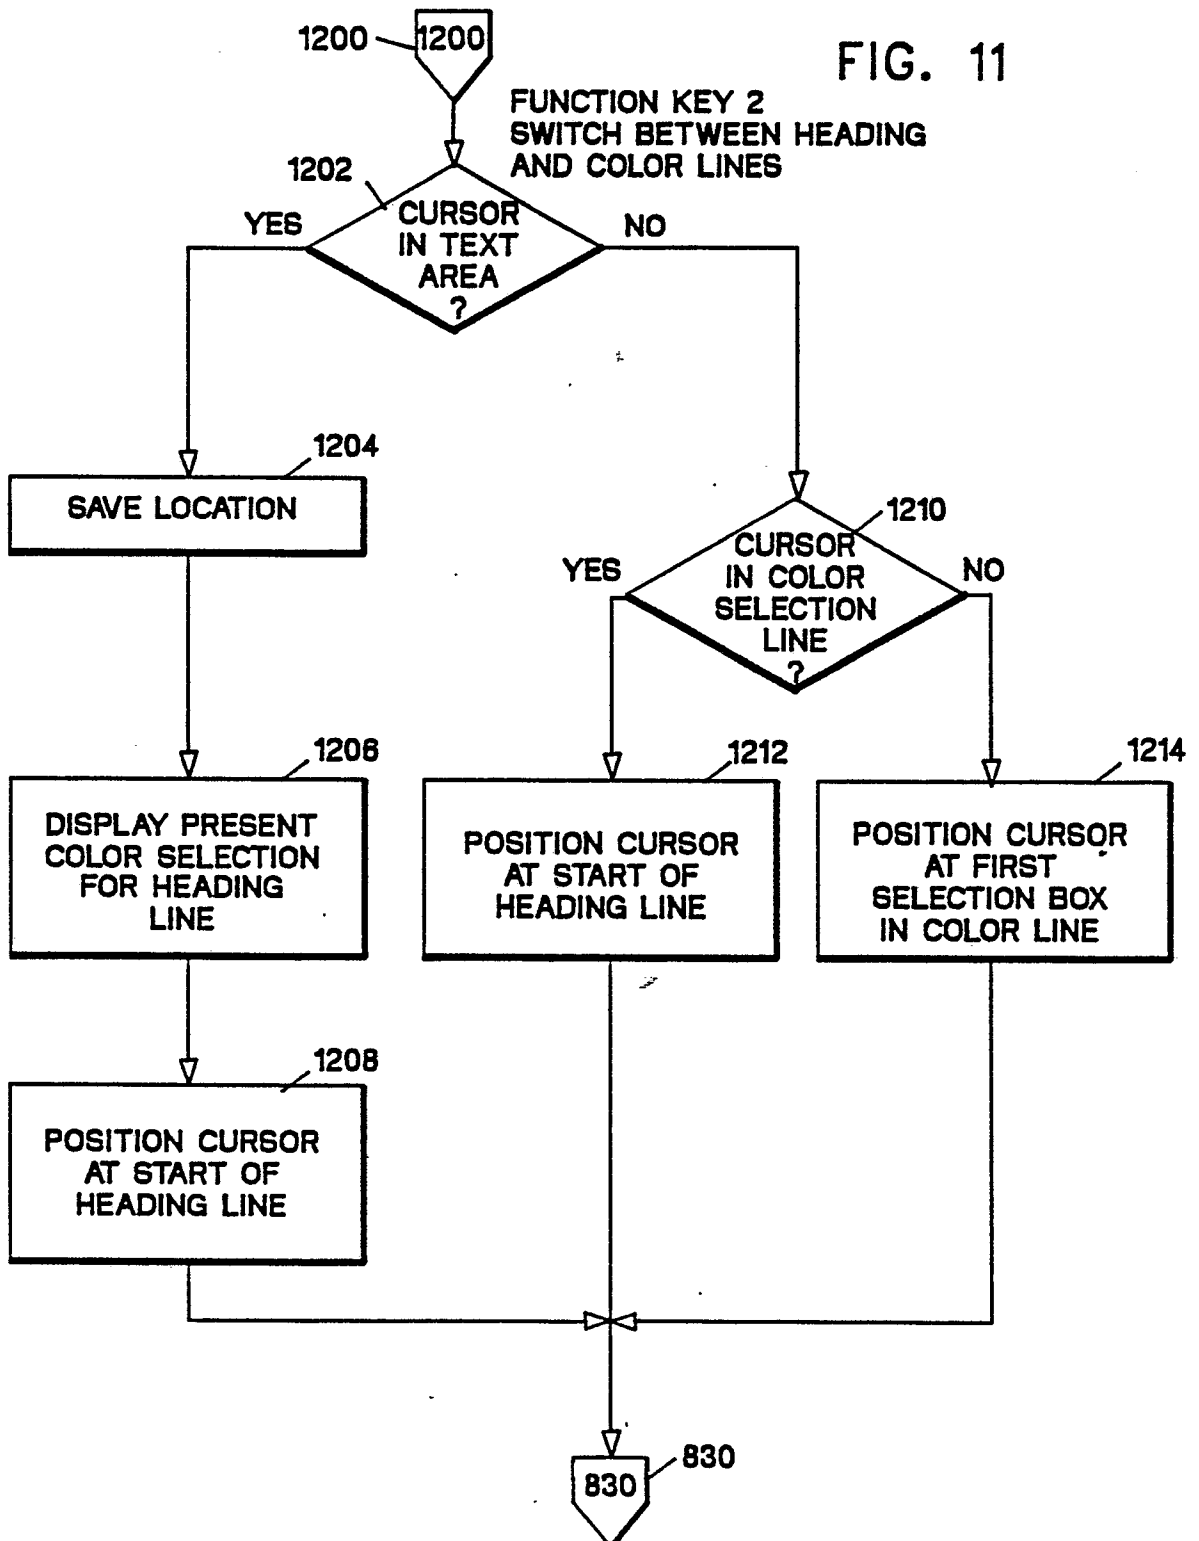 FIG. 11
1200
1200
FUNCTION KEY 2
SWITCH BETWEEN HEADING
AND COLOR LINES
1202
YES
CURSOR
IN TEXT
AREA
?
NO
1204
SAVE LOCATION
1210
YES
CURSOR
IN COLOR
SELECTION
LINE
?
NO
1206
DISPLAY PRESENT
COLOR SELECTION
FOR HEADING
LINE
1212
POSITION CURSOR
AT START OF
HEADING LINE
1214
POSITION CURSOR
AT FIRST
SELECTION BOX
IN COLOR LINE
1208
POSITION CURSOR
AT START OF
HEADING LINE
830
830